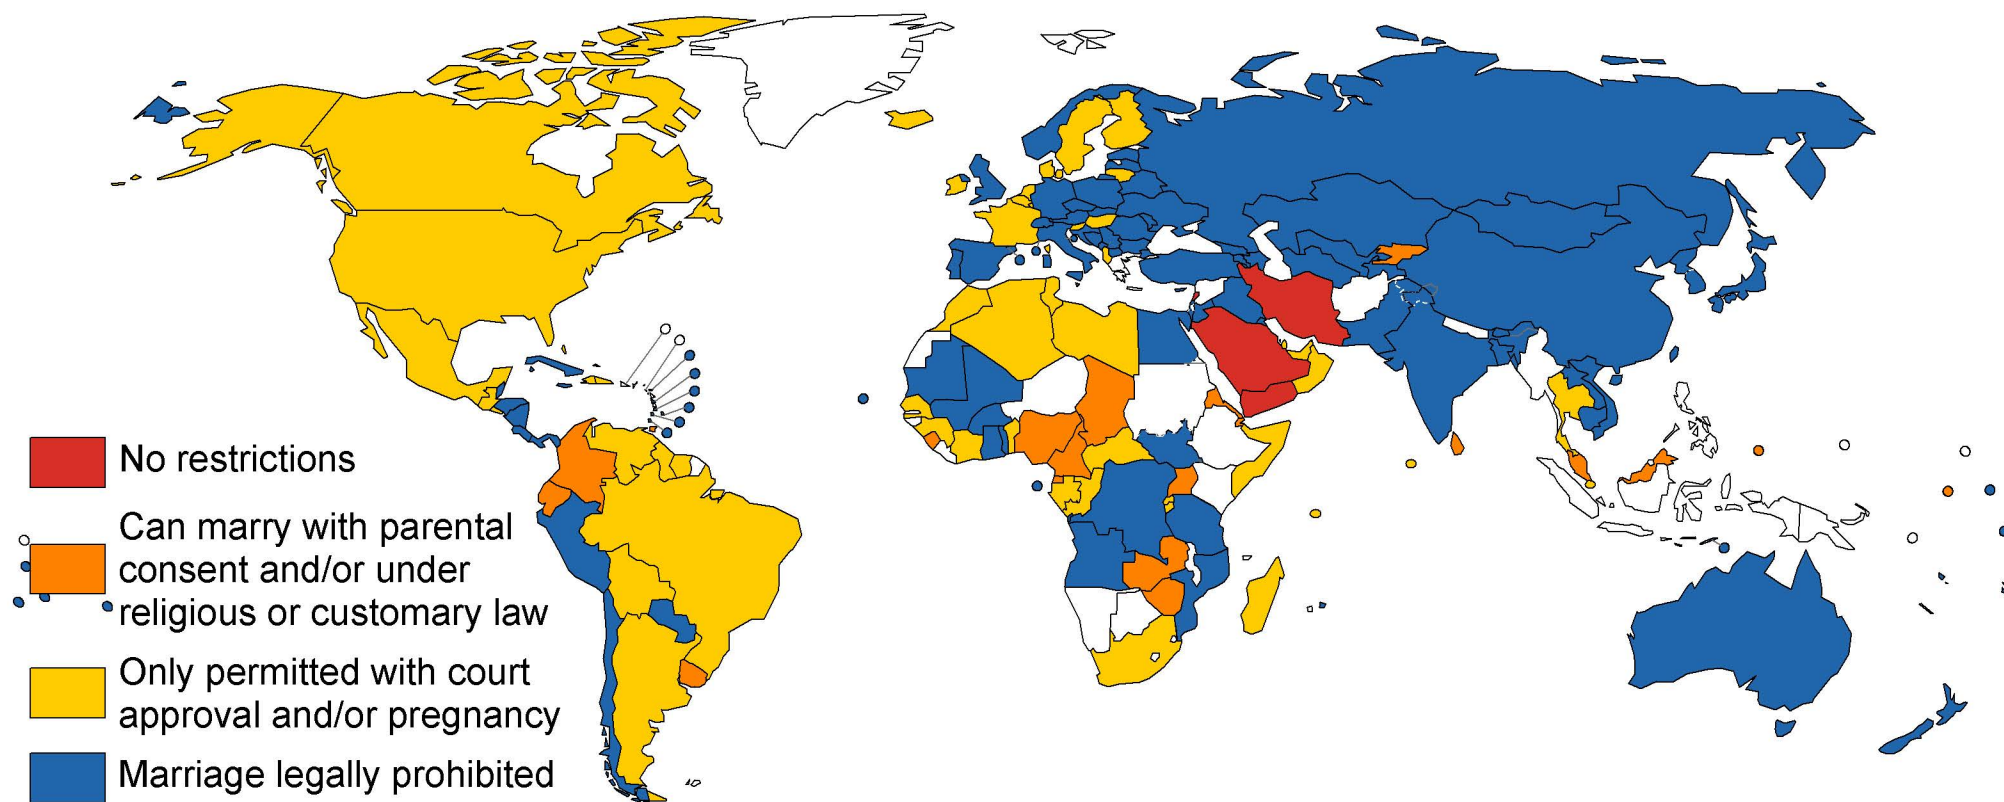 No restrictions
Can marry with parental
consent and/or under
religious or customary law
Only permitted with court
approval and/or pregnancy
Marriage legally prohibited